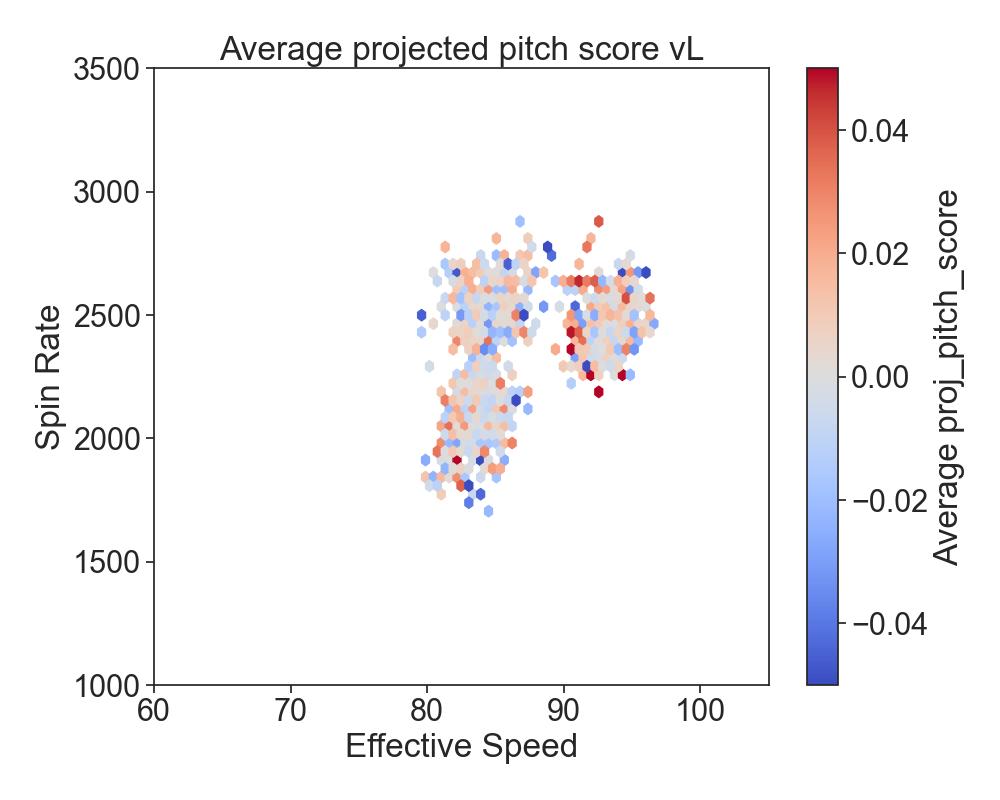 Average projected pitch score vL
3500
3000
2500
2000
1500
1000
Spin Rate
60 70 80 90 100
Effective Speed
0.04
0.02
0.00
−0.02
−0.04
Average proj_pitch_score